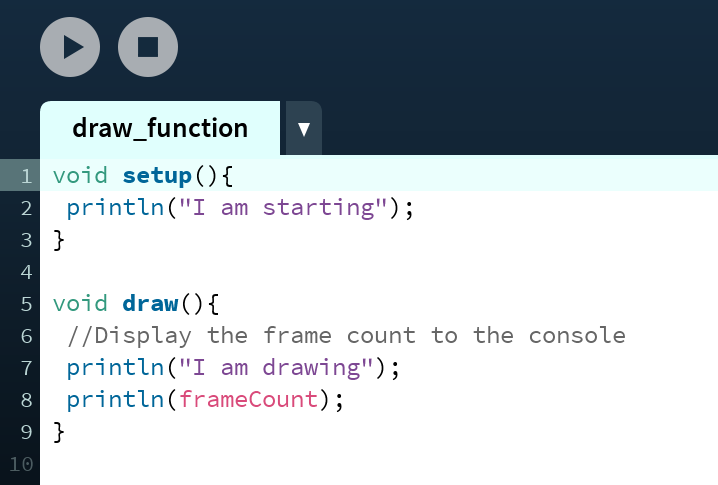 draw_function ▼
1 void setup(){
2  println("I am starting");
3 }
4
5 void draw(){
6  //Display the frame count to the console
7  println("I am drawing");
8  println(frameCount);
9 }
10